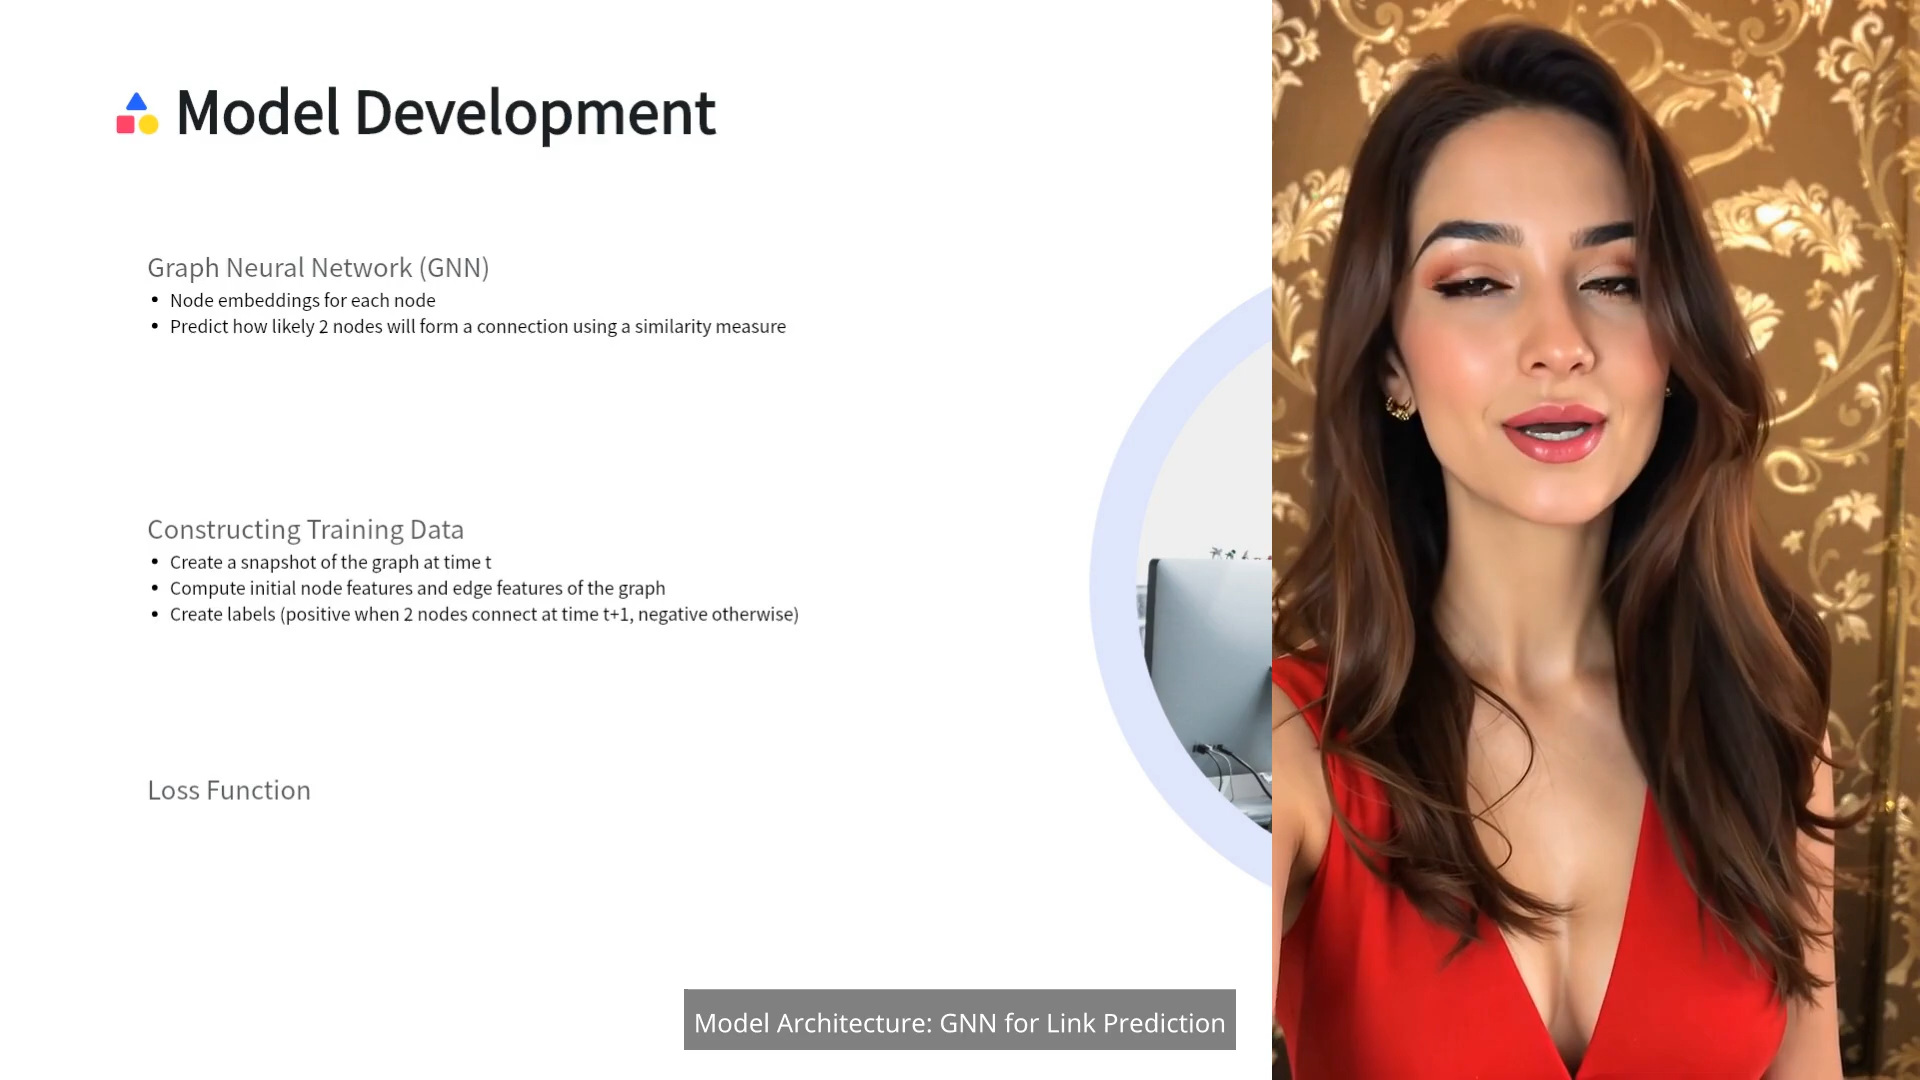 Model Development
Graph Neural Network (GNN)
• Node embeddings for each node
• Predict how likely 2 nodes will form a connection using a similarity measure
Constructing Training Data
• Create a snapshot of the graph at time t
• Compute initial node features and edge features of the graph
• Create labels (positive when 2 nodes connect at time t+1, negative otherwise)
Loss Function
Model Architecture: GNN for Link Prediction